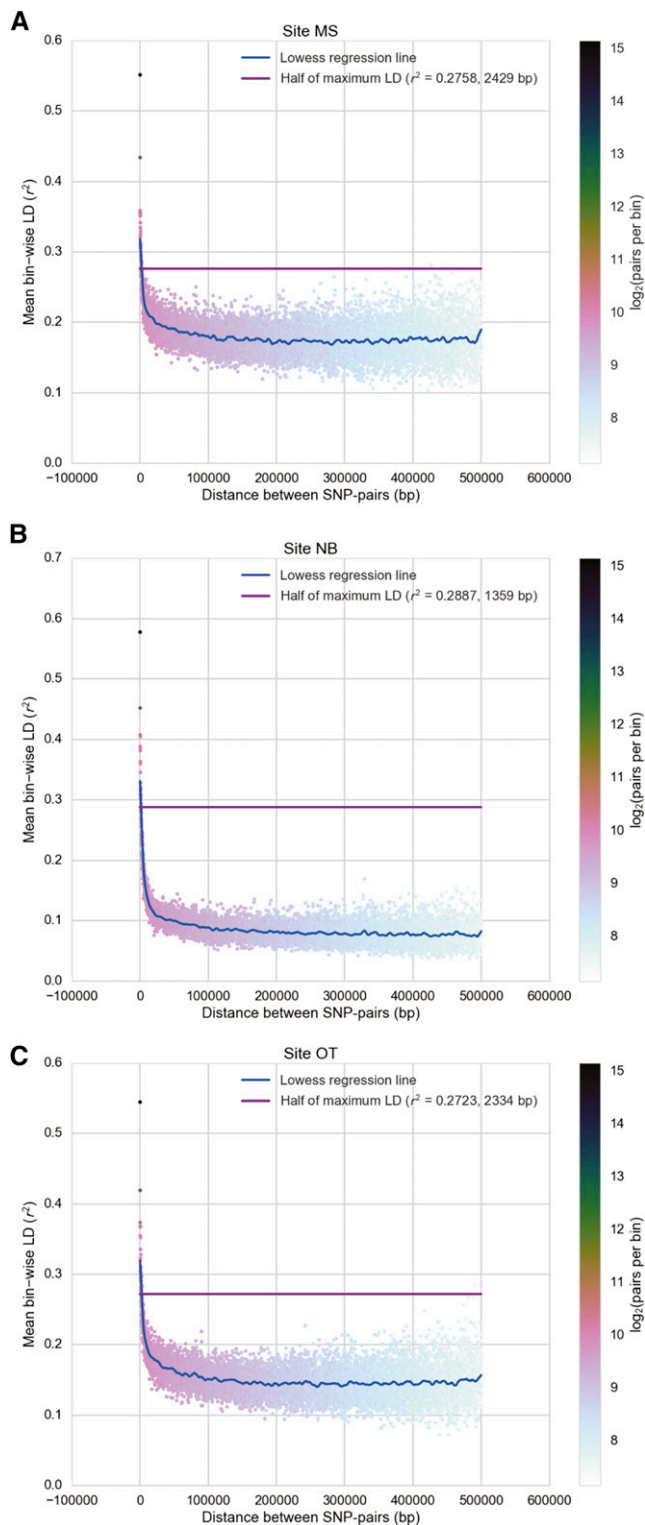 A
Site MS
Lowess regression line
Half of maximum LD (r² = 0.2758, 2429 bp)
Mean bin−wise LD (r²)
0.6
0.5
0.4
0.3
0.2
0.1
0.0
−100000 0 100000 200000 300000 400000 500000 600000
Distance between SNP-pairs (bp)
15
14
13
12
11
10
9
8
log₂(pairs per bin)
B
Site NB
Lowess regression line
Half of maximum LD (r² = 0.2887, 1359 bp)
Mean bin−wise LD (r²)
0.7
0.6
0.5
0.4
0.3
0.2
0.1
0.0
−100000 0 100000 200000 300000 400000 500000 600000
Distance between SNP-pairs (bp)
15
14
13
12
11
10
9
8
log₂(pairs per bin)
C
Site OT
Lowess regression line
Half of maximum LD (r² = 0.2723, 2334 bp)
Mean bin−wise LD (r²)
0.6
0.5
0.4
0.3
0.2
0.1
0.0
−100000 0 100000 200000 300000 400000 500000 600000
Distance between SNP-pairs (bp)
15
14
13
12
11
10
9
8
log₂(pairs per bin)